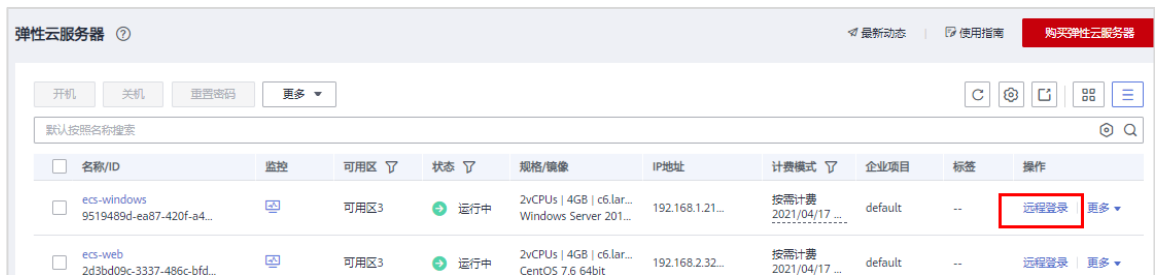 弹性云服务器
最新动态
使用指南
购买弹性云服务器
开机 关机 重置密码 更多
默认按照名称搜索
名称/ID 监控 可用区 状态 规格/镜像 IP地址 计费模式 企业项目 标签 操作
ecs-windows
9519489d-ea87-420f-a4...
可用区3
运行中
2vCPUs | 4GB | c6.lar...
Windows Server 201...
192.168.1.21...
按需计费
2021/04/17 ...
default
--
远程登录 更多
ecs-web
2d3bd09c-3337-486c-bfd...
可用区3
运行中
2vCPUs | 4GB | c6.lar...
CentOS 7.6 64bit
192.168.2.32...
按需计费
2021/04/17 ...
default
--
远程登录 更多